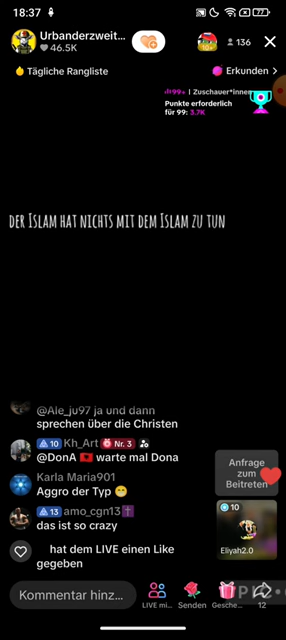 18:37
77
Urbanderzweit...
46.5K
136
Tägliche Rangliste
Erkunden >
99+ | Zuschauer*innen
Punkte erforderlich
für 99: 3.7K
der Islam hat nichts mit dem Islam zu tun
@Ale_ju97 ja und dann
sprechen über die Christen
10 Kh_Art Nr. 3
@DonA warte mal Dona
Karla Maria901
Aggro der Typ
13 amo_cgn13
das ist so crazy
hat dem LIVE einen Like
gegeben
Anfrage
zum
Beitreten
10
Eliyah2.0
Kommentar hinz...
LIVE mi...
Senden
Gesche...
12